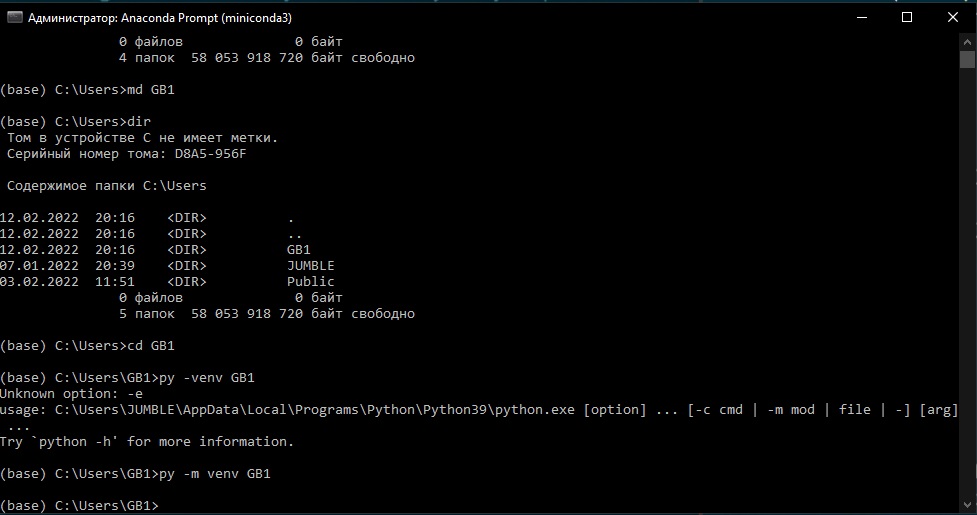 Администратор: Anaconda Prompt (miniconda3)
0 файлов 0 байт
4 папок 58 053 918 720 байт свободно
(base) C:\Users>md GB1
(base) C:\Users>dir
Том в устройстве C не имеет метки.
Серийный номер тома: D8A5-956F
Содержимое папки C:\Users
12.02.2022 20:16 <DIR> .
12.02.2022 20:16 <DIR> ..
12.02.2022 20:16 <DIR> GB1
07.01.2022 20:39 <DIR> JUMBLE
03.02.2022 11:51 <DIR> Public
0 файлов 0 байт
5 папок 58 053 918 720 байт свободно
(base) C:\Users>cd GB1
(base) C:\Users\GB1>py -venv GB1
Unknown option: -e
usage: C:\Users\JUMBLE\AppData\Local\Programs\Python\Python39\python.exe [option] ... [-c cmd | -m mod | file | -] [arg]
...
Try `python -h' for more information.
(base) C:\Users\GB1>py -m venv GB1
(base) C:\Users\GB1>